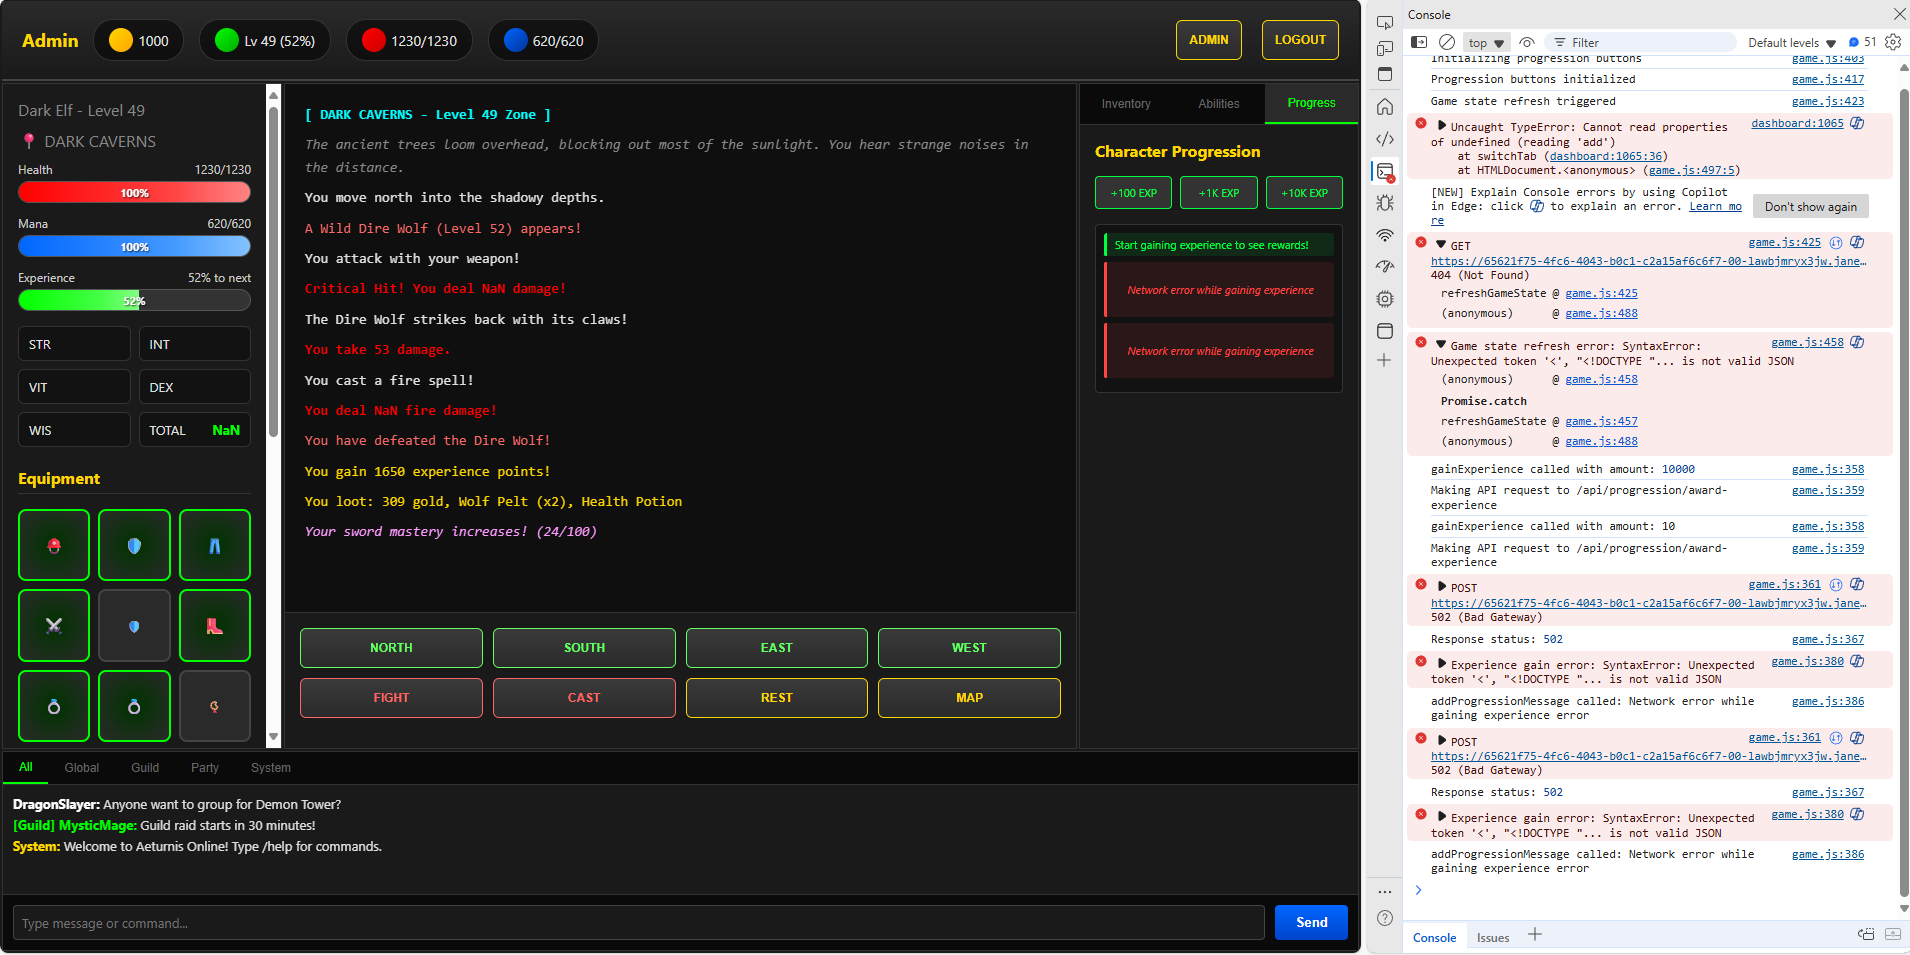 Admin
1000
Lv 49 (52%)
1230/1230
620/620
ADMIN
LOGOUT
Dark Elf - Level 49
DARK CAVERNS
Health 1230/1230
100%
Mana 620/620
100%
Experience 52% to next
52%
STR
INT
VIT
DEX
WIS
TOTAL NaN
Equipment
[ DARK CAVERNS - Level 49 Zone ]
The ancient trees loom overhead, blocking out most of the sunlight. You hear strange noises in
the distance.
You move north into the shadowy depths.
A Wild Dire Wolf (Level 52) appears!
You attack with your weapon!
Critical Hit! You deal NaN damage!
The Dire Wolf strikes back with its claws!
You take 53 damage.
You cast a fire spell!
You deal NaN fire damage!
You have defeated the Dire Wolf!
You gain 1650 experience points!
You loot: 309 gold, Wolf Pelt (x2), Health Potion
Your sword mastery increases! (24/100)
NORTH
SOUTH
EAST
WEST
FIGHT
CAST
REST
MAP
Inventory
Abilities
Progress
Character Progression
+100 EXP
+1K EXP
+10K EXP
Start gaining experience to see rewards!
Network error while gaining experience
Network error while gaining experience
All
Global
Guild
Party
System
DragonSlayer: Anyone want to group for Demon Tower?
[Guild] MysticMage: Guild raid starts in 30 minutes!
System: Welcome to Aeturnis Online! Type /help for commands.
Type message or command...
Send
Console
top
Filter
Default levels
51
Initializing progression buttons game.js:403
Progression buttons initialized game.js:417
Game state refresh triggered game.js:423
Uncaught TypeError: Cannot read properties dashboard:1065
of undefined (reading 'add')
at switchTab (dashboard:1065:36)
at HTMLDocument.<anonymous> (game.js:497:5)
[NEW] Explain Console errors by using Copilot
in Edge: click to explain an error. Learn mo
re
Don't show again
GET game.js:425
https://65621f75-4fc6-4043-b0c1-c2a15af6c6f7-00-lawbjmryx3jw.jane…
404 (Not Found)
refreshGameState @ game.js:425
(anonymous) @ game.js:488
Game state refresh error: SyntaxError: game.js:458
Unexpected token '<', "<!DOCTYPE "... is not valid JSON
(anonymous) @ game.js:458
Promise.catch
refreshGameState @ game.js:457
(anonymous) @ game.js:488
gainExperience called with amount: 10000 game.js:358
Making API request to /api/progression/award- game.js:359
experience
gainExperience called with amount: 10 game.js:358
Making API request to /api/progression/award- game.js:359
experience
POST game.js:361
https://65621f75-4fc6-4043-b0c1-c2a15af6c6f7-00-lawbjmryx3jw.jane…
502 (Bad Gateway)
Response status: 502 game.js:367
Experience gain error: SyntaxError: Unexpected game.js:380
token '<', "<!DOCTYPE "... is not valid JSON
addProgressionMessage called: Network error while game.js:386
gaining experience error
POST game.js:361
https://65621f75-4fc6-4043-b0c1-c2a15af6c6f7-00-lawbjmryx3jw.jane…
502 (Bad Gateway)
Response status: 502 game.js:367
Experience gain error: SyntaxError: Unexpected game.js:380
token '<', "<!DOCTYPE "... is not valid JSON
addProgressionMessage called: Network error while game.js:386
gaining experience error
Console
Issues